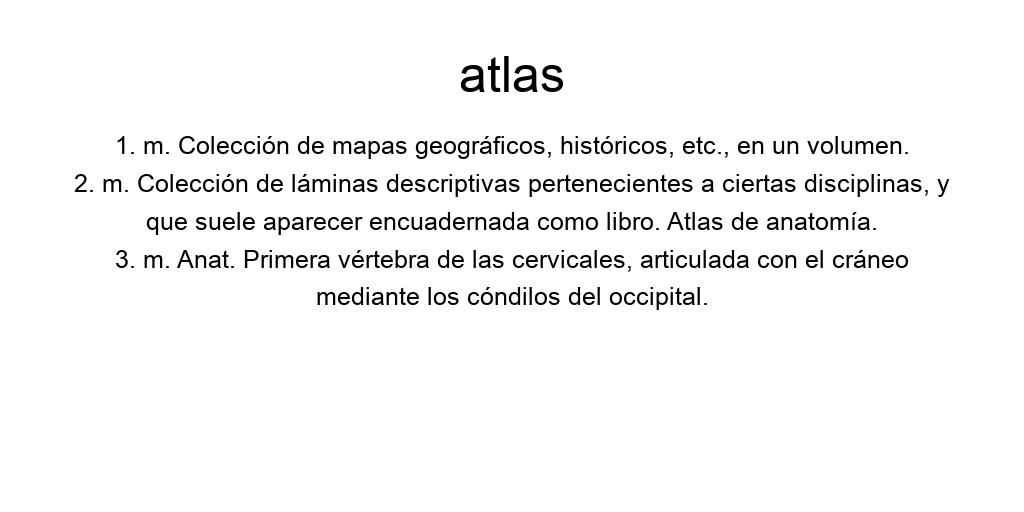 atlas
1. m. Colección de mapas geográficos, históricos, etc., en un volumen.
2. m. Colección de láminas descriptivas pertenecientes a ciertas disciplinas, y
que suele aparecer encuadernada como libro. Atlas de anatomía.
3. m. Anat. Primera vértebra de las cervicales, articulada con el cráneo
mediante los cóndilos del occipital.